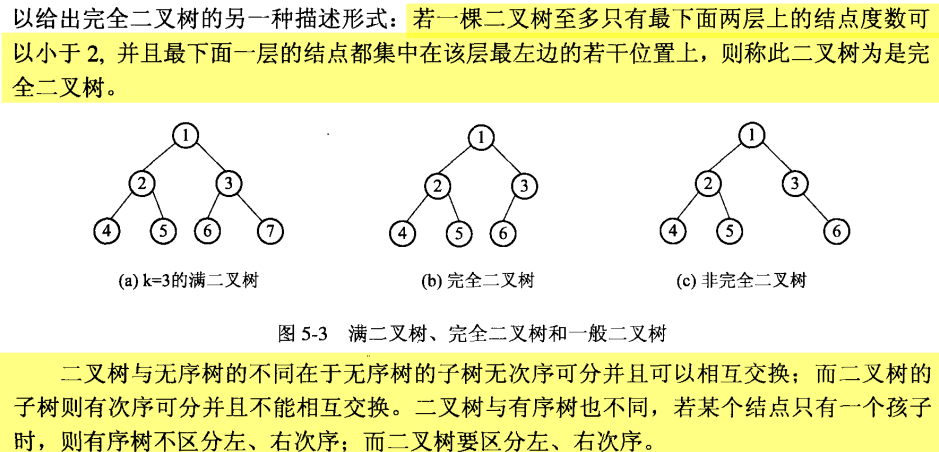 以给出完全二叉树的另一种描述形式：若一棵二叉树至多只有最下面两层上的结点度数可
以小于 2, 并且最下面一层的结点都集中在该层最左边的若干位置上，则称此二叉树为是完
全二叉树。
1 1 1
2 3 2 3 2 3
4 5 6 7 4 5 6 4 5 6
(a) k=3的满二叉树 (b) 完全二叉树 (c) 非完全二叉树
图 5-3 满二叉树、完全二叉树和一般二叉树
二叉树与无序树的不同在于无序树的子树无次序可分并且可以相互交换；而二叉树的
子树则有次序可分并且不能相互交换。二叉树与有序树也不同，若某个结点只有一个孩子
时，则有序树不区分左、右次序；而二叉树要区分左、右次序。